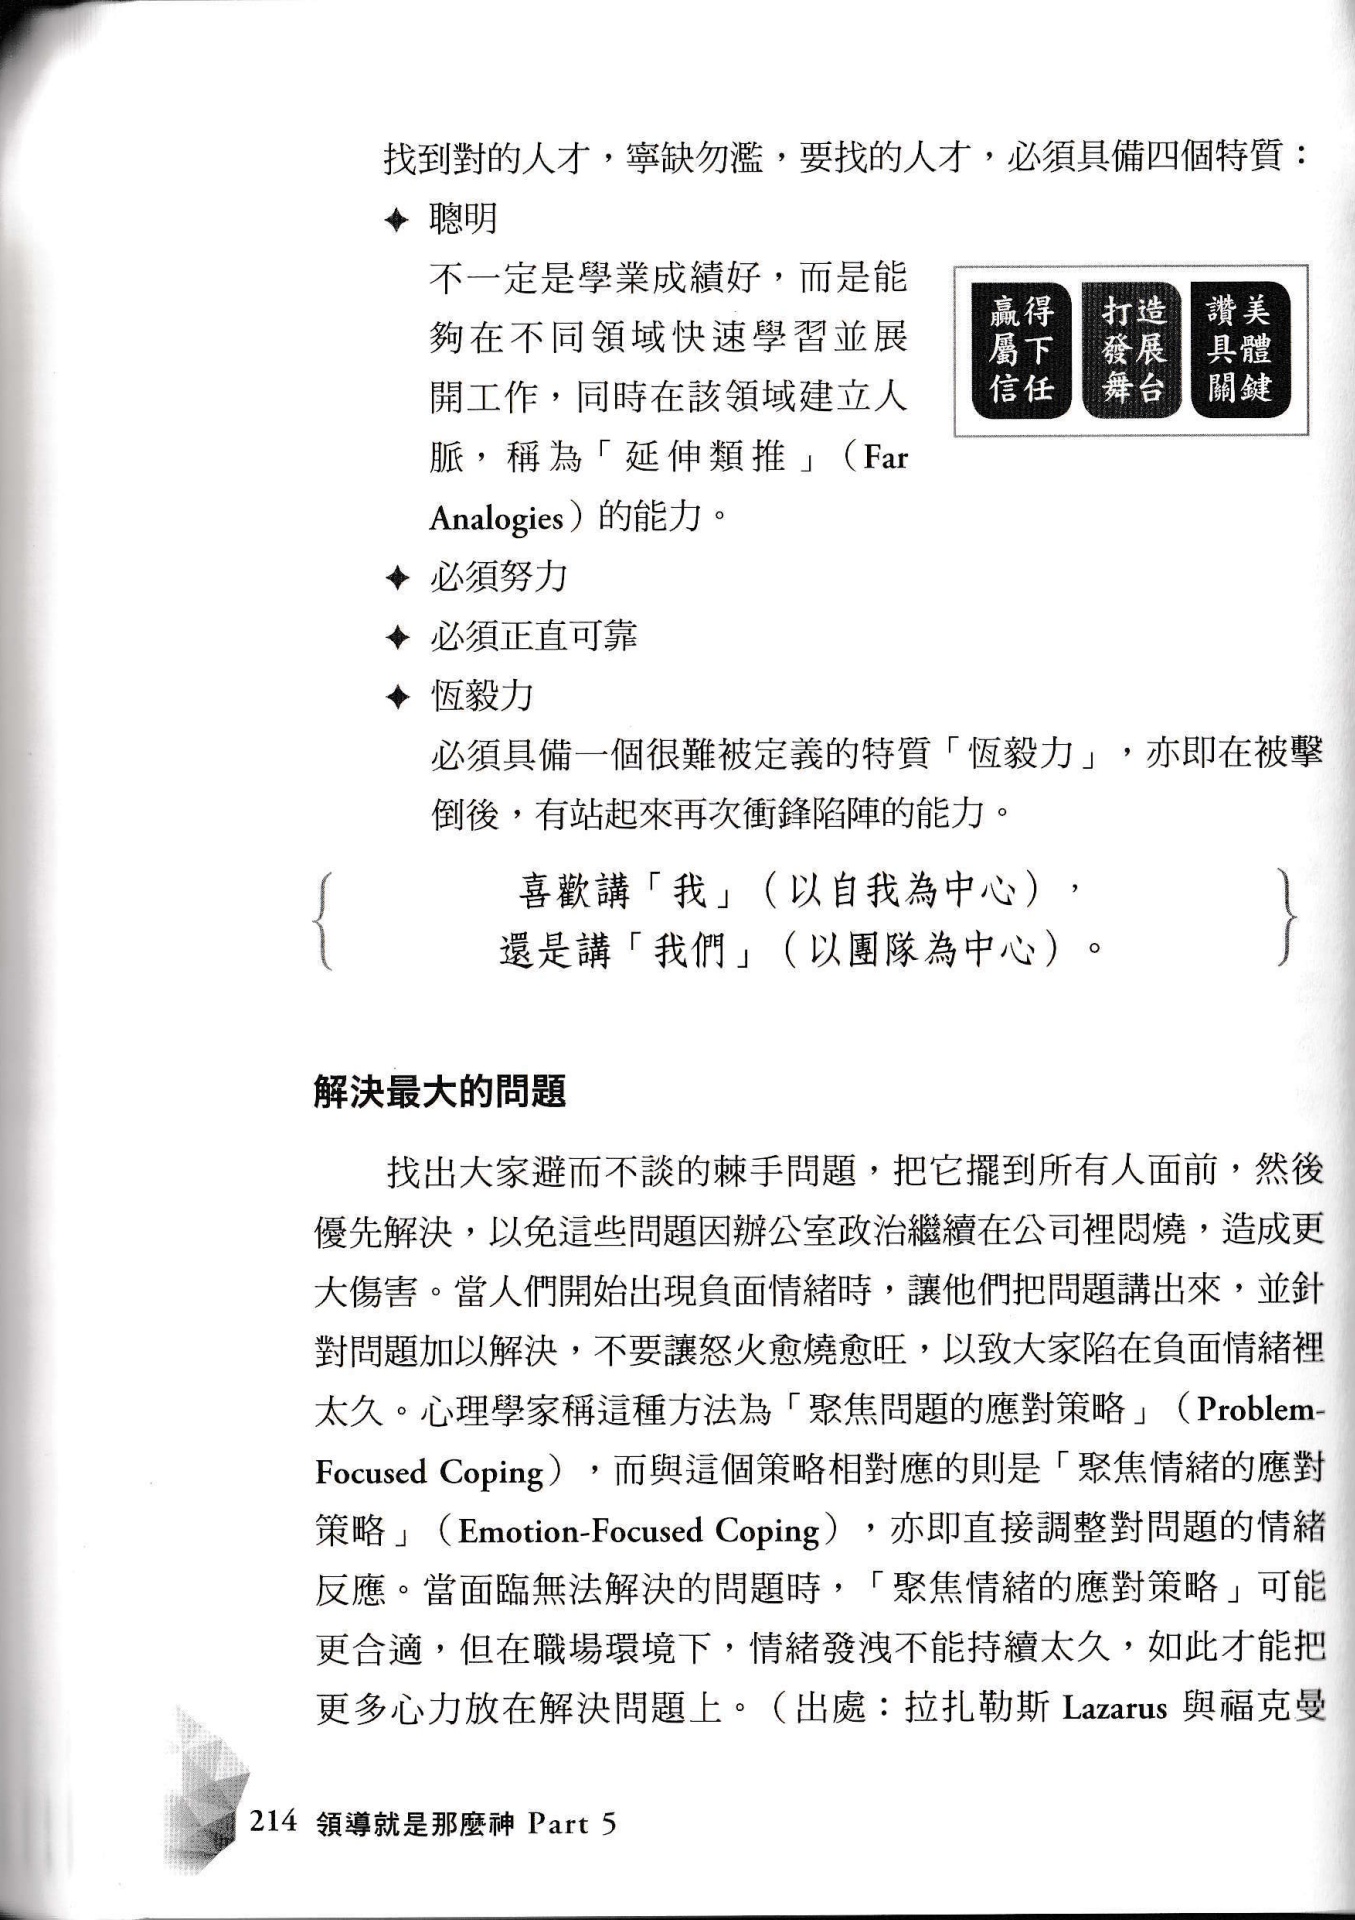 找到對的人才，寧缺勿濫，要找的人才，必須具備四個特質：
✦ 聰明
不一定是學業成績好，而是能
夠在不同領域快速學習並展
開工作，同時在該領域建立人
脈，稱為「延伸類推」（Far
Analogies）的能力。
贏得
屬下
信任
打造
發展
舞台
讚美
具體
關鍵
✦ 必須努力
✦ 必須正直可靠
✦ 恆毅力
必須具備一個很難被定義的特質「恆毅力」，亦即在被擊
倒後，有站起來再次衝鋒陷陣的能力。
喜歡講「我」（以自我為中心），
還是講「我們」（以團隊為中心）。
解決最大的問題
找出大家避而不談的棘手問題，把它擺到所有人面前，然後
優先解決，以免這些問題因辦公室政治繼續在公司裡悶燒，造成更
大傷害。當人們開始出現負面情緒時，讓他們把問題講出來，並針
對問題加以解決，不要讓怒火愈燒愈旺，以致大家陷在負面情緒裡
太久。心理學家稱這種方法為「聚焦問題的應對策略」（Problem-
Focused Coping），而與這個策略相對應的則是「聚焦情緒的應對
策略」（Emotion-Focused Coping），亦即直接調整對問題的情緒
反應。當面臨無法解決的問題時，「聚焦情緒的應對策略」可能
更合適，但在職場環境下，情緒發洩不能持續太久，如此才能把
更多心力放在解決問題上。（出處：拉扎勒斯 Lazarus 與福克曼
214 領導就是那麼神 Part 5